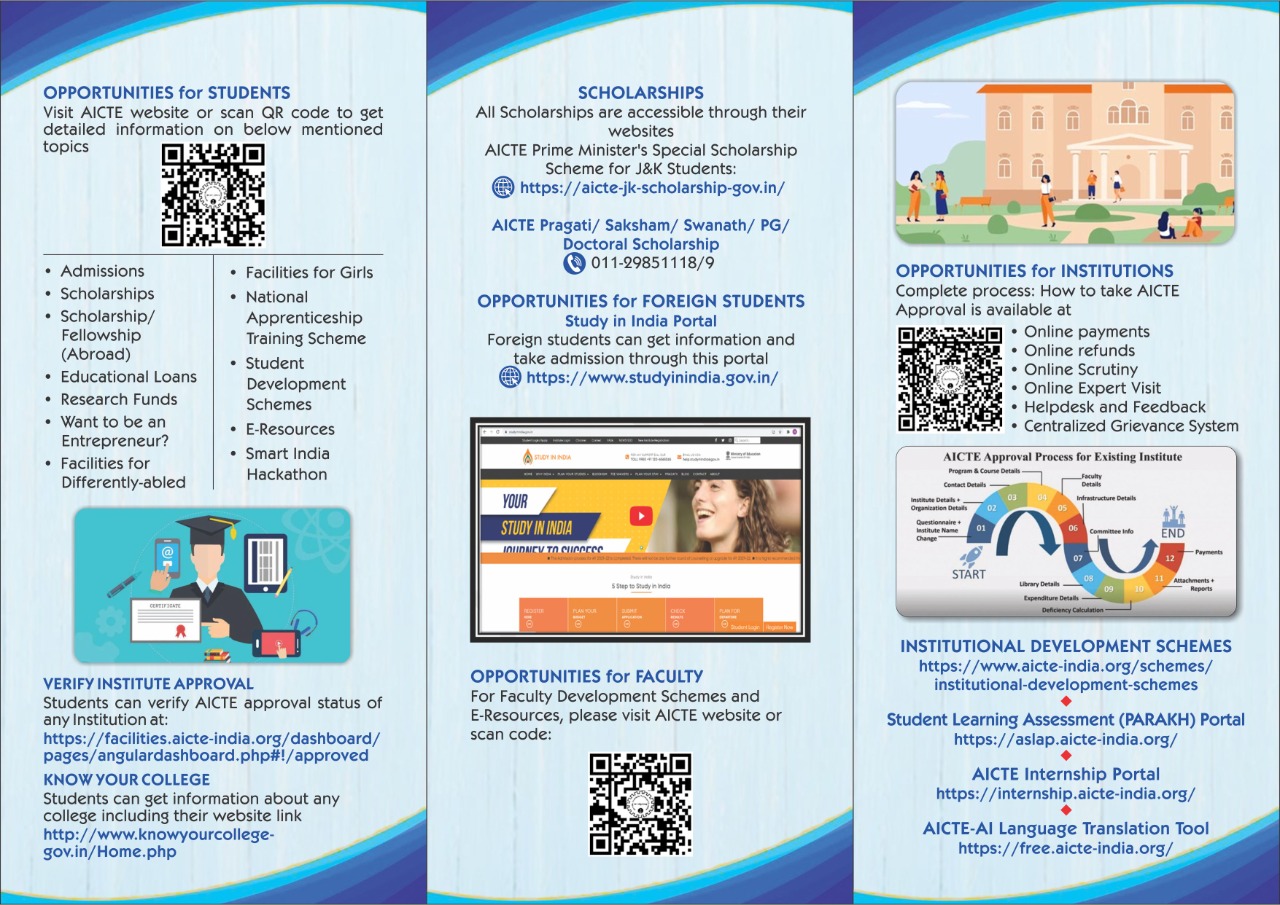 OPPORTUNITIES for STUDENTS
Visit AICTE website or scan QR code to get
detailed information on below mentioned
topics
• Admissions
• Scholarships
• Scholarship/
Fellowship
(Abroad)
• Educational Loans
• Research Funds
• Want to be an
Entrepreneur?
• Facilities for
Differently-abled
• Facilities for Girls
• National
Apprenticeship
Training Scheme
• Student
Development
Schemes
• E-Resources
• Smart India
Hackathon
CERTIFICATE
VERIFY INSTITUTE APPROVAL
Students can verify AICTE approval status of
any Institution at:
https://facilities.aicte-india.org/dashboard/
pages/angulardashboard.php#!/approved
KNOW YOUR COLLEGE
Students can get information about any
college including their website link
http://www.knowyourcollege-
gov.in/Home.php
SCHOLARSHIPS
All Scholarships are accessible through their
websites
AICTE Prime Minister's Special Scholarship
Scheme for J&K Students:
https://aicte-jk-scholarship-gov.in/
AICTE Pragati/ Saksham/ Swanath/ PG/
Doctoral Scholarship
011-29851118/9
OPPORTUNITIES for FOREIGN STUDENTS
Study in India Portal
Foreign students can get information and
take admission through this portal
https://www.studyinindia.gov.in/
STUDY IN INDIA
YOUR
STUDY IN INDIA
JOURNEY TO SUCCESS
Study in India
5 Step to Study in India
REGISTER
PLAN YOUR
SUBMIT
CHECK
PLAN FOR
Student Login
Register Now
OPPORTUNITIES for FACULTY
For Faculty Development Schemes and
E-Resources, please visit AICTE website or
scan code:
OPPORTUNITIES for INSTITUTIONS
Complete process: How to take AICTE
Approval is available at
• Online payments
• Online refunds
• Online Scrutiny
• Online Expert Visit
• Helpdesk and Feedback
• Centralized Grievance System
AICTE Approval Process for Existing Institute
START
01
Questionnaire +
Institute Name
Change
02
Institute Details +
Organization Details
03
Contact Details
04
Program & Course Details
05
Faculty
Details
06
Infrastructure Details
07
Committee Info
08
Library Details
09
Expenditure Details
10
Deficiency Calculation
11
Attachments +
Reports
12
Payments
END
INSTITUTIONAL DEVELOPMENT SCHEMES
https://www.aicte-india.org/schemes/
institutional-development-schemes
Student Learning Assessment (PARAKH) Portal
https://aslap.aicte-india.org/
AICTE Internship Portal
https://internship.aicte-india.org/
AICTE-AI Language Translation Tool
https://free.aicte-india.org/